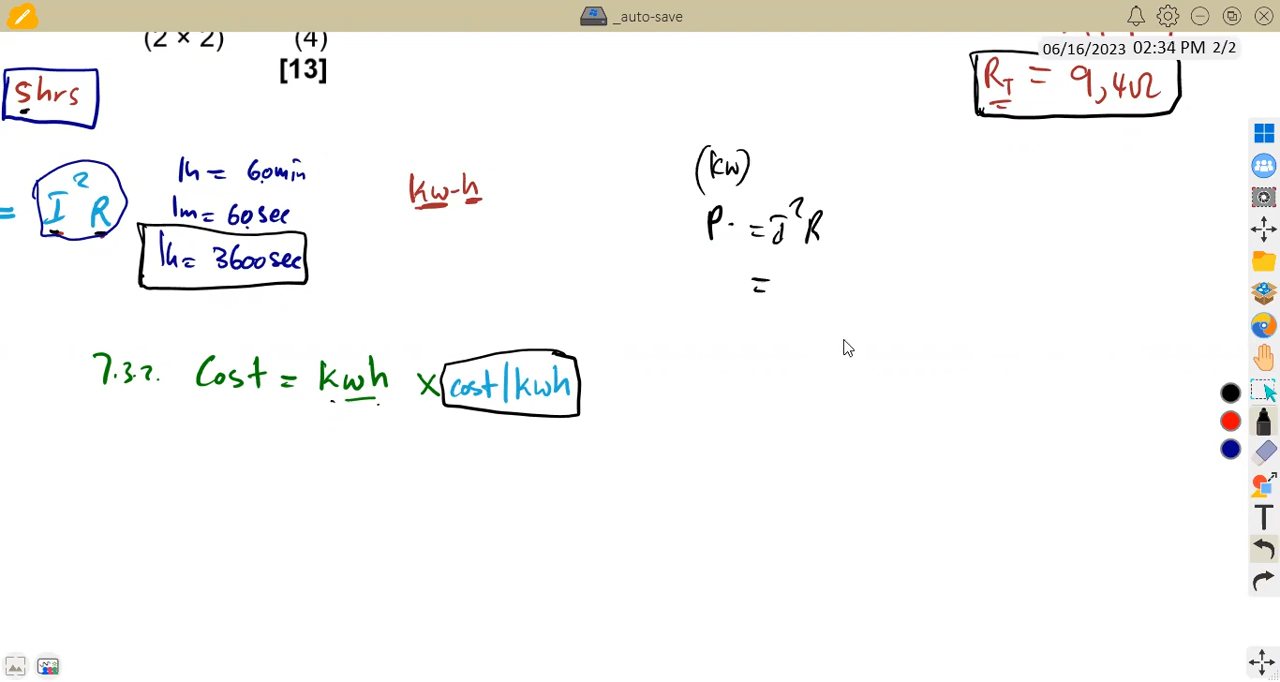 _auto-save
(2 × 2) (4)
[13]
06/16/2023 02:34 PM 2/2
RT = 9,4Ω
5hrs
= I²R
1h = 60min
1m = 60sec
1h = 3600sec
kw-h
(kw)
P. = I²R
=
7.3.2. Cost = kwh × cost/kwh
T